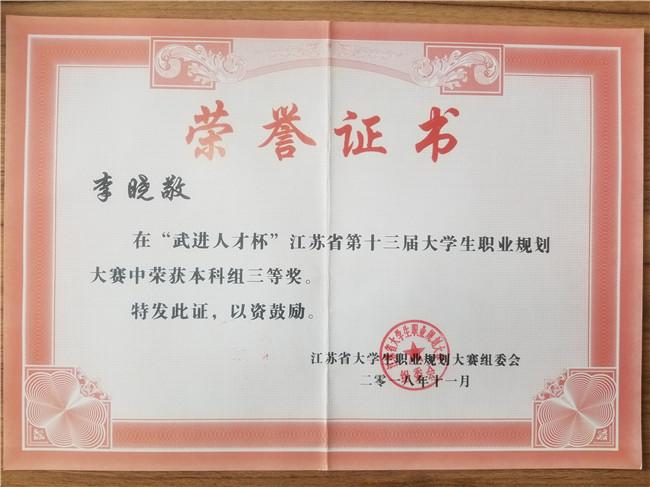 荣誉证书
李晓敬
在“武进人才杯”江苏省第十三届大学生职业规划
大赛中荣获本科组三等奖。
特发此证，以资鼓励。
江苏省大学生职业规划大赛组委会
二零一八年十一月